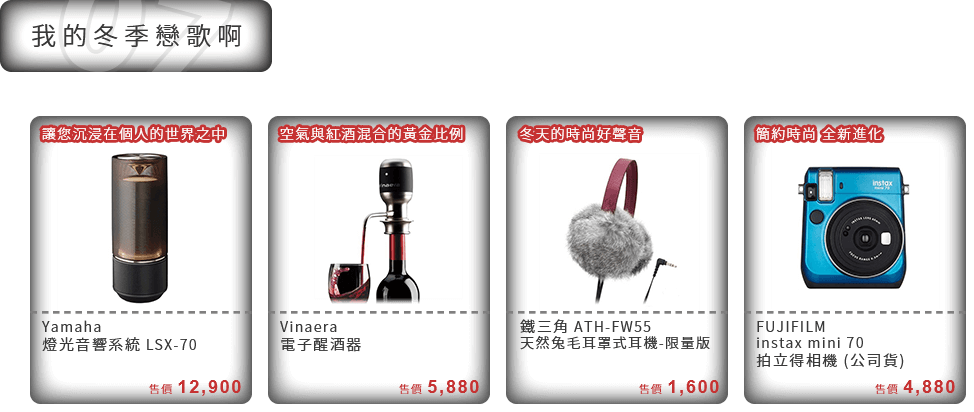 07
我的冬季戀歌啊
讓您沉浸在個人的世界之中
Yamaha
燈光音響系統 LSX-70
售價 12,900
空氣與紅酒混合的黃金比例
vinaera
Vinaera
電子醒酒器
售價 5,880
冬天的時尚好聲音
鐵三角 ATH-FW55
天然兔毛耳罩式耳機-限量版
售價 1,600
簡約時尚 全新進化
instax
mini 70
FUJIFILM
instax mini 70
拍立得相機 (公司貨)
售價 4,880